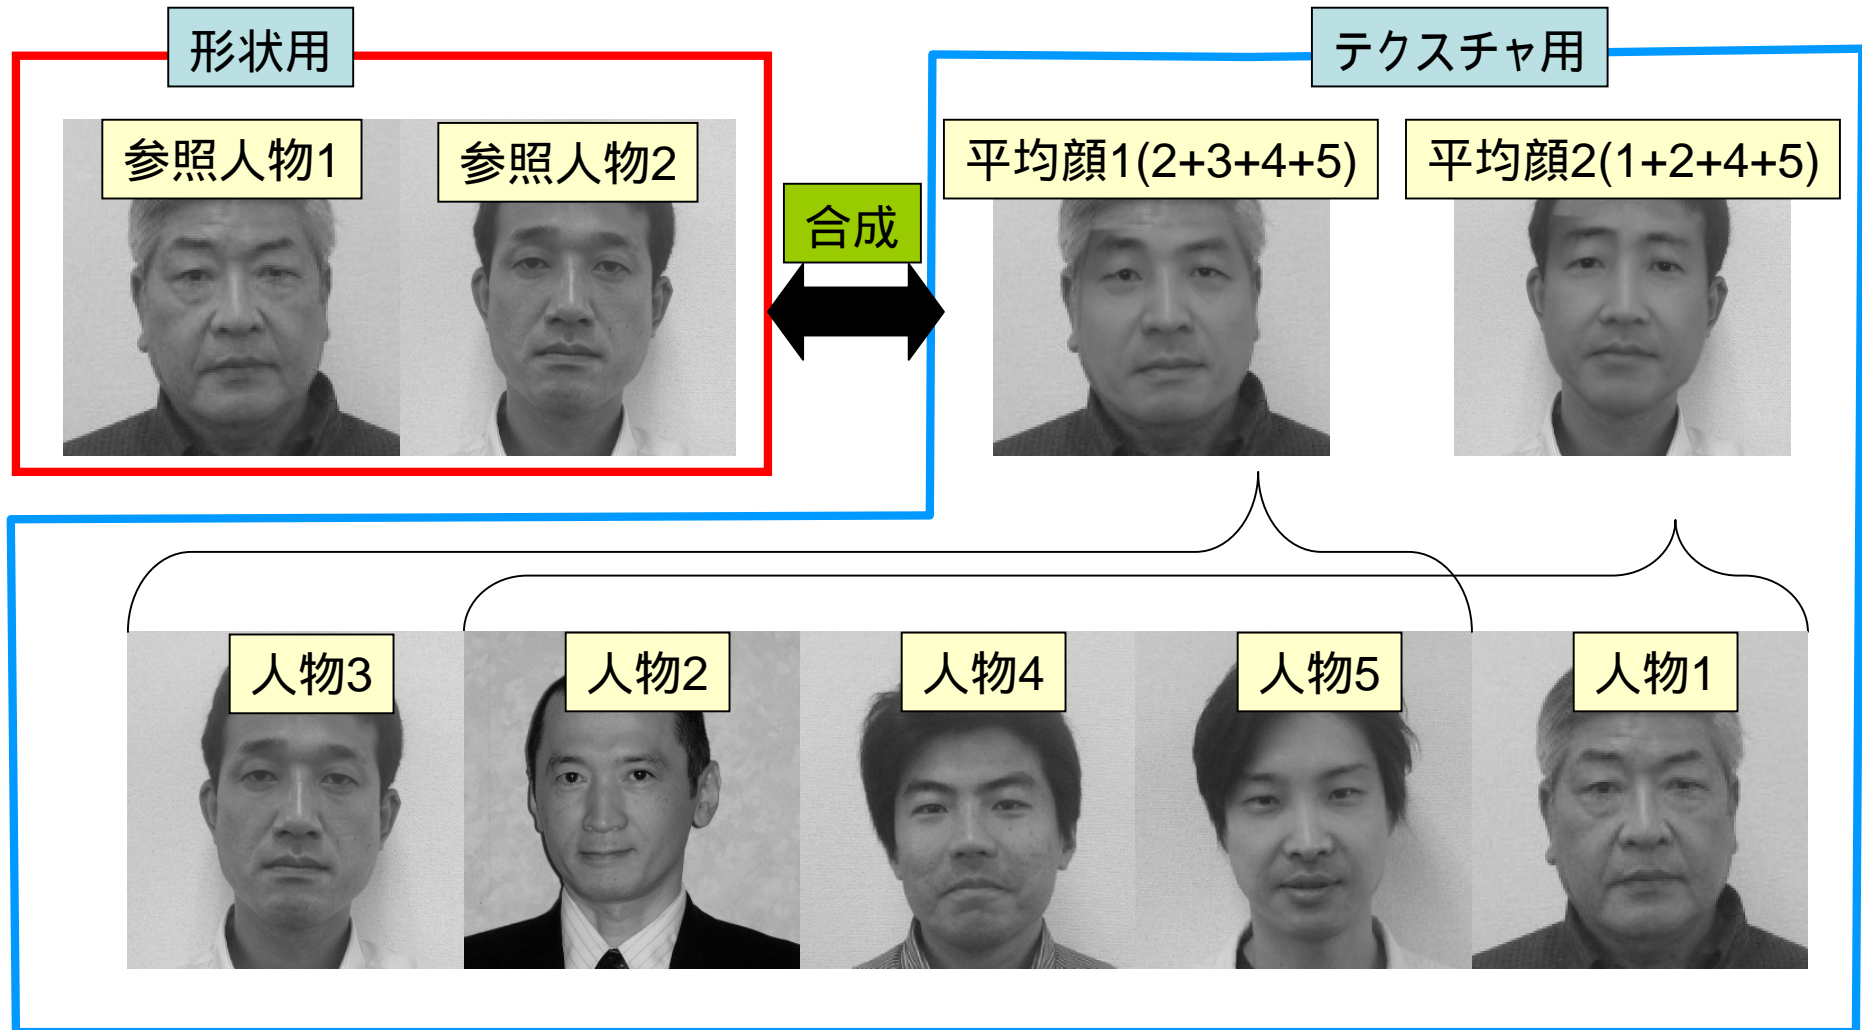 形状用
テクスチャ用
参照人物1
参照人物2
合成
平均顔1(2+3+4+5)
平均顔2(1+2+4+5)
人物3
人物2
人物4
人物5
人物1